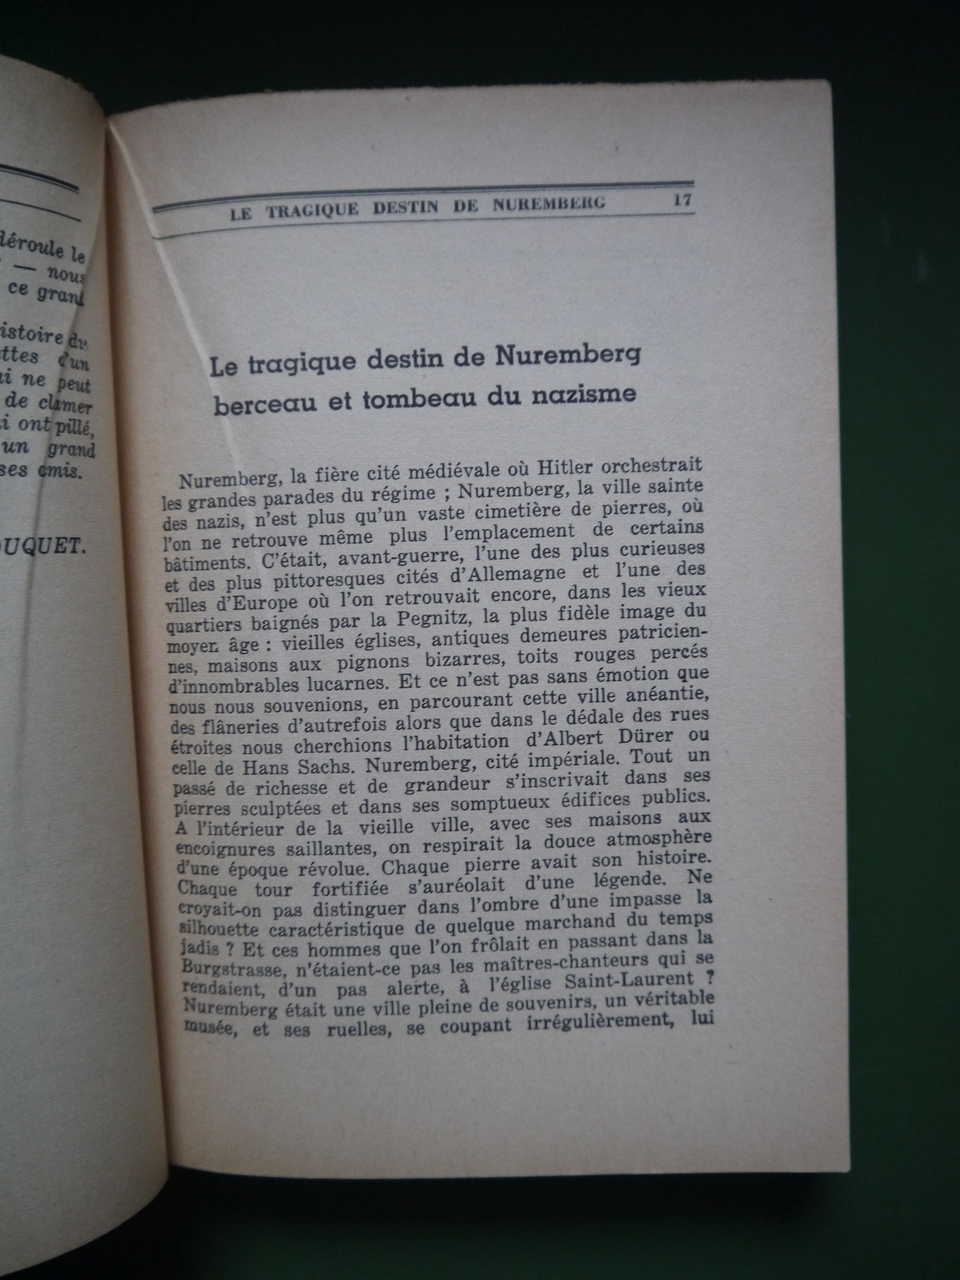 déroule le
— nous
ce grand
istoire du
ttes d'un
i ne peut
de clamer
i ont pillé,
un grand
ses amis.
OUQUET.
LE TRAGIQUE DESTIN DE NUREMBERG 17
Le tragique destin de Nuremberg
berceau et tombeau du nazisme
Nuremberg, la fière cité médiévale où Hitler orchestrait
les grandes parades du régime ; Nuremberg, la ville sainte
des nazis, n'est plus qu'un vaste cimetière de pierres, où
l'on ne retrouve même plus l'emplacement de certains
bâtiments. C'était, avant-guerre, l'une des plus curieuses
et des plus pittoresques cités d'Allemagne et l'une des
villes d'Europe où l'on retrouvait encore, dans les vieux
quartiers baignés par la Pegnitz, la plus fidèle image du
moyen âge : vieilles églises, antiques demeures patricien-
nes, maisons aux pignons bizarres, toits rouges percés
d'innombrables lucarnes. Et ce n'est pas sans émotion que
nous nous souvenions, en parcourant cette ville anéantie,
des flâneries d'autrefois alors que dans le dédale des rues
étroites nous cherchions l'habitation d'Albert Dürer ou
celle de Hans Sachs. Nuremberg, cité impériale. Tout un
passé de richesse et de grandeur s'inscrivait dans ses
pierres sculptées et dans ses somptueux édifices publics.
A l'intérieur de la vieille ville, avec ses maisons aux
encoignures saillantes, on respirait la douce atmosphère
d'une époque révolue. Chaque pierre avait son histoire.
Chaque tour fortifiée s'auréolait d'une légende. Ne
croyait-on pas distinguer dans l'ombre d'une impasse la
silhouette caractéristique de quelque marchand du temps
jadis ? Et ces hommes que l'on frôlait en passant dans la
Burgstrasse, n'étaient-ce pas les maîtres-chanteurs qui se
rendaient, d'un pas alerte, à l'église Saint-Laurent ?
Nuremberg était une ville pleine de souvenirs, un véritable
musée, et ses ruelles, se coupant irrégulièrement, lui